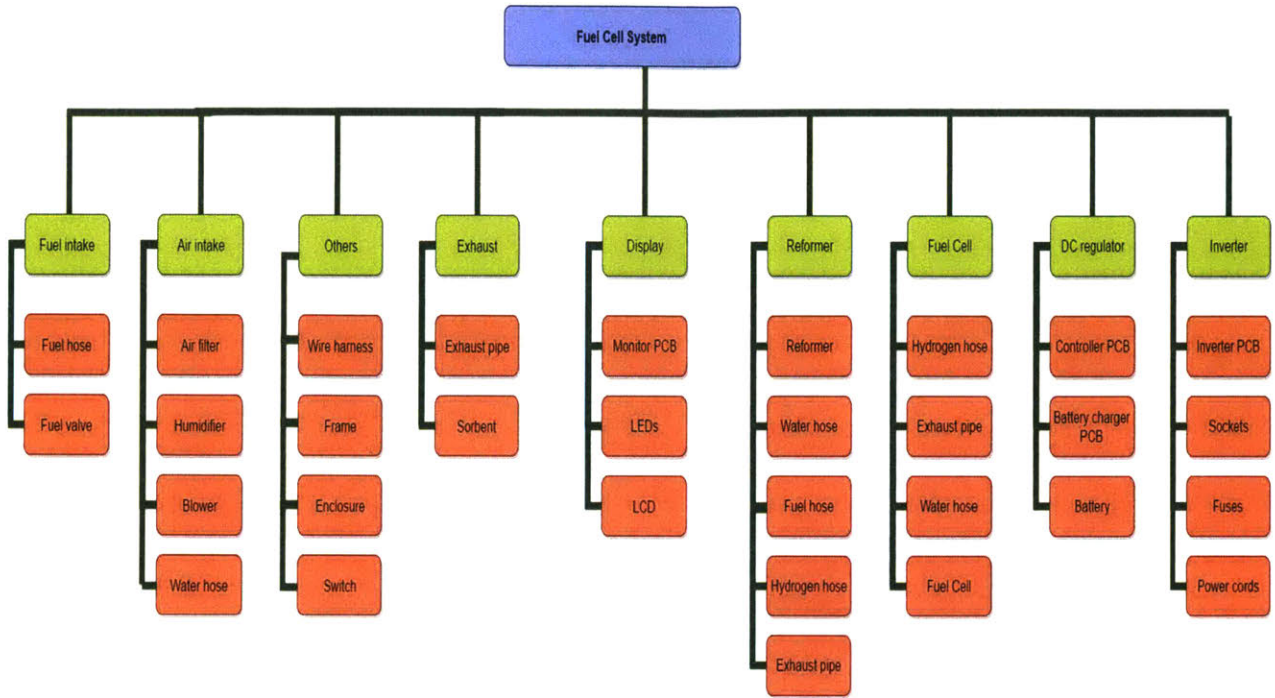 Fuel Cell System
Fuel intake
Air intake
Others
Exhaust
Display
Reformer
Fuel Cell
DC regulator
Inverter
Fuel hose
Air filter
Wire harness
Exhaust pipe
Monitor PCB
Reformer
Hydrogen hose
Controller PCB
Inverter PCB
Fuel valve
Humidifier
Frame
Sorbent
LEDs
Water hose
Exhaust pipe
Battery charger
PCB
Sockets
Blower
Enclosure
LCD
Fuel hose
Water hose
Battery
Fuses
Water hose
Switch
Hydrogen hose
Fuel Cell
Power cords
Exhaust pipe